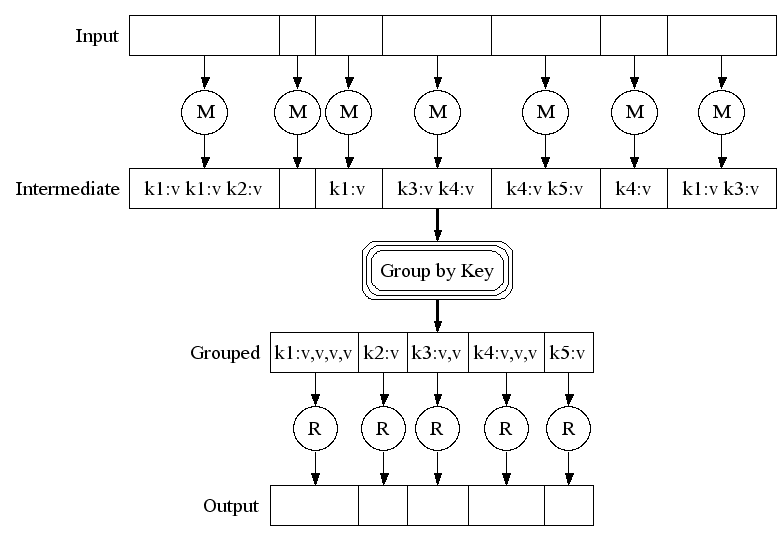 Input
M M M M M M M
Intermediate k1:v k1:v k2:v k1:v k3:v k4:v k4:v k5:v k4:v k1:v k3:v
Group by Key
Grouped k1:v,v,v,v k2:v k3:v,v k4:v,v,v k5:v
R R R R R
Output